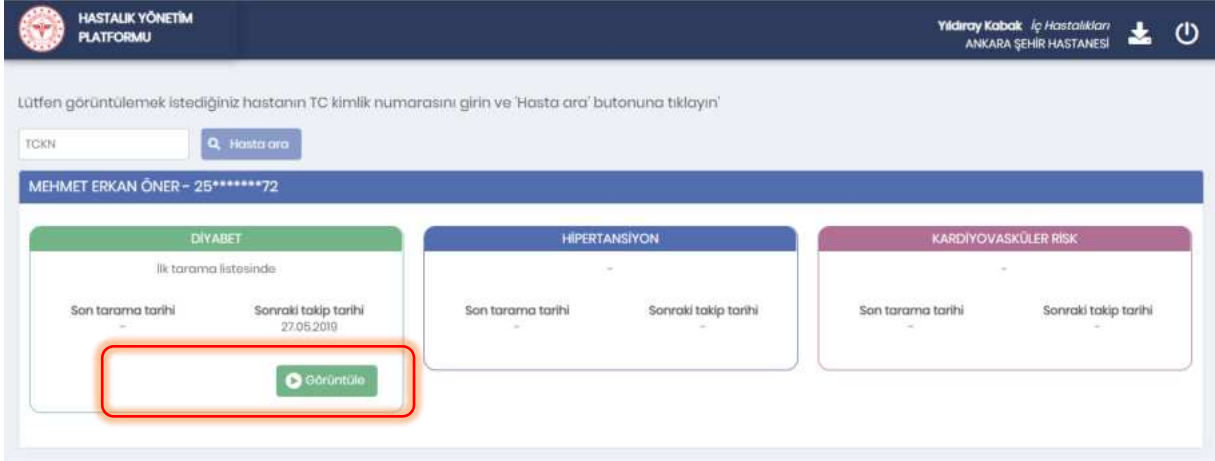 HASTALIK YÖNETİM
PLATFORMU
Yıldıray Kabak İç Hastalıkları
ANKARA ŞEHİR HASTANESİ
Lütfen görüntülemek istediğiniz hastanın TC kimlik numarasını girin ve 'Hasta ara' butonuna tıklayın'
TCKN
Hasta ara
MEHMET ERKAN ÖNER - 25*******72
DİYABET
İlk tarama listesinde
Son tarama tarihi
-
Sonraki takip tarihi
27.05.2019
Görüntüle
HİPERTANSİYON
-
Son tarama tarihi
-
Sonraki takip tarihi
-
KARDİYOVASKÜLER RİSK
-
Son tarama tarihi
-
Sonraki takip tarihi
-